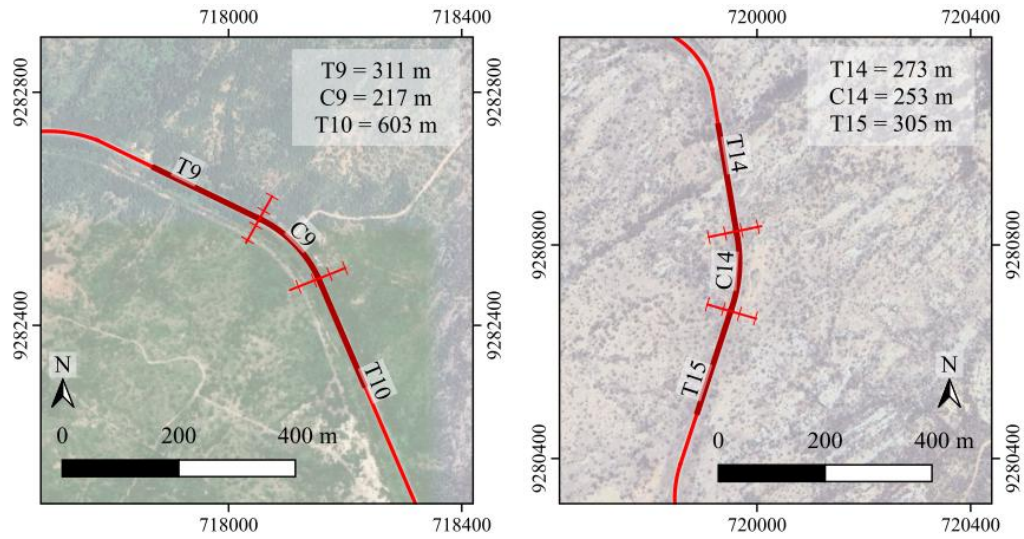 718000 718400
720000 720400
9282800
9282400
T9 = 311 m
C9 = 217 m
T10 = 603 m
T9
C9
T10
N
0 200 400 m
9282800
9282400
718000 718400
9280800
9280400
T14 = 273 m
C14 = 253 m
T15 = 305 m
T14
C14
T15
N
0 200 400 m
9280800
9280400
720000 720400